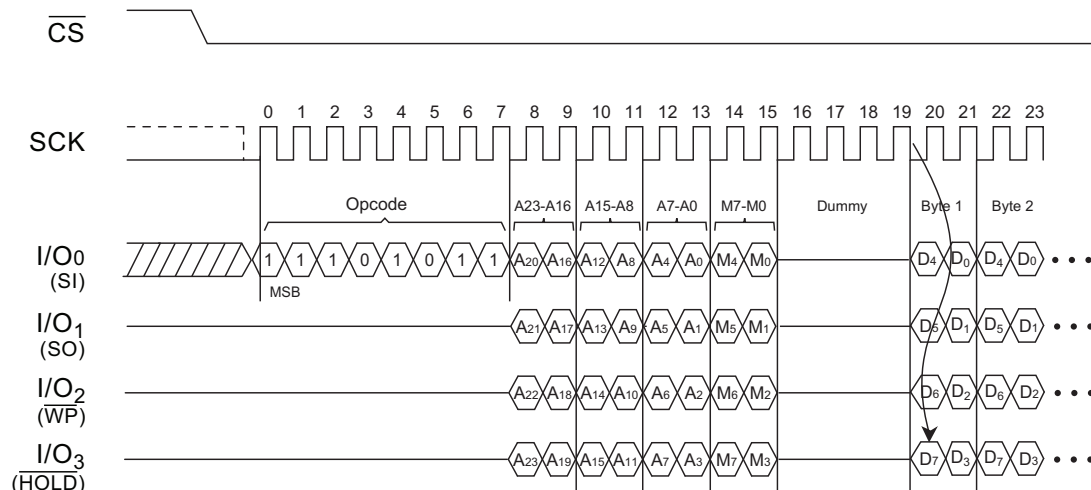 CS
SCK
0 1 2 3 4 5 6 7 8 9 10 11 12 13 14 15 16 17 18 19 20 21 22 23
Opcode A23-A16 A15-A8 A7-A0 M7-M0 Dummy Byte 1 Byte 2
I/O0 1 1 1 0 1 0 1 1 A20 A16 A12 A8 A4 A0 M4 M0 D4 D0 D4 D0 • • •
(SI)
MSB
I/O1 A21 A17 A13 A9 A5 A1 M5 M1 D5 D1 D5 D1 • • •
(SO)
I/O2 A22 A18 A14 A10 A6 A2 M6 M2 D6 D2 D6 D2 • • •
(WP)
I/O3 A23 A19 A15 A11 A7 A3 M7 M3 D7 D3 D7 D3 • • •
(HOLD)